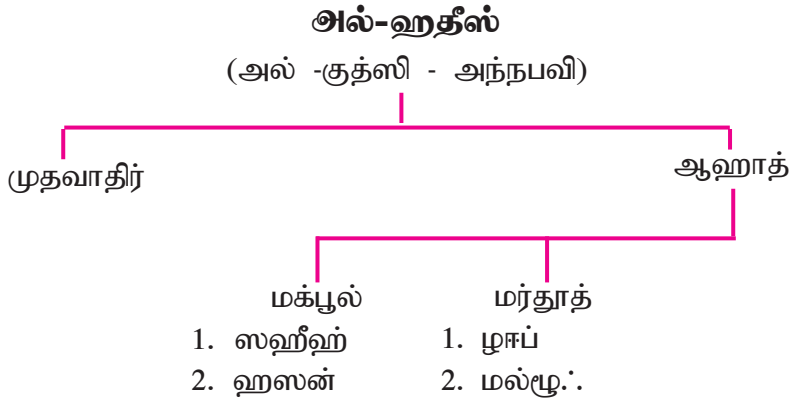 அல்-ஹதீஸ்
(அல் -குத்ஸி - அந்நபவி)
முதவாதிர் ஆஹாத்
மக்பூல் மர்தூத்
1. ஸஹீஹ் 1. ழஈப்
2. ஹஸன் 2. மல்ழூஃ